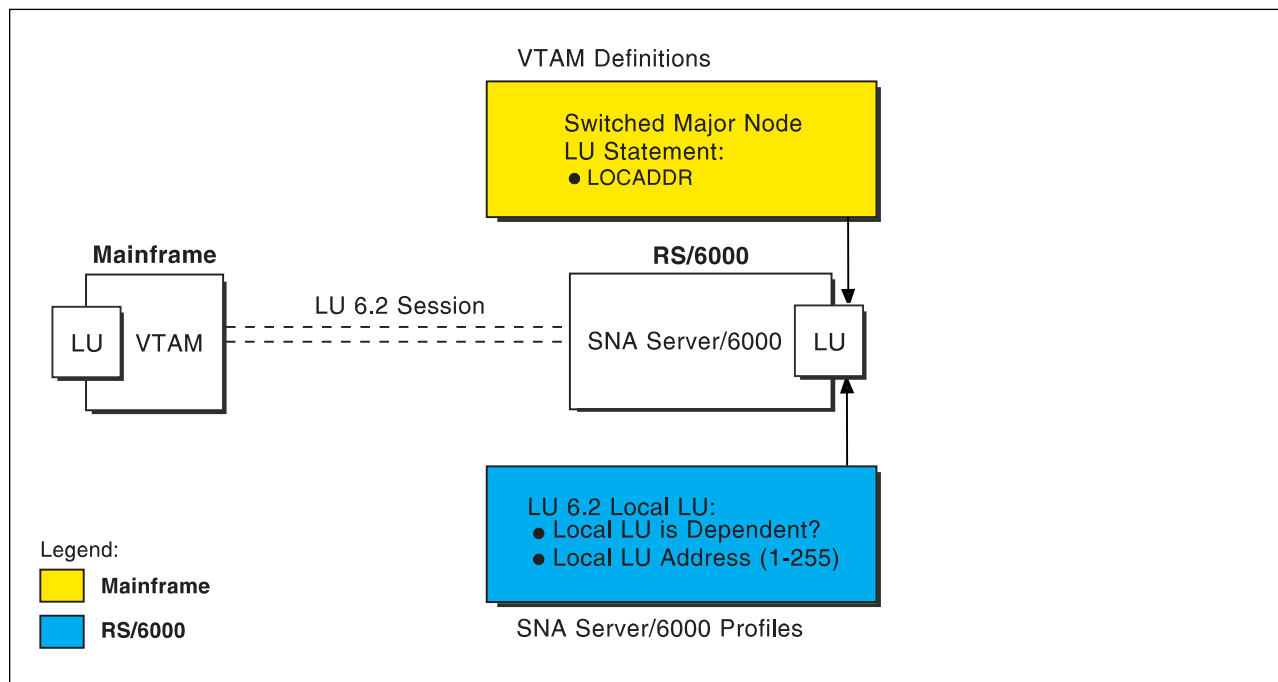 VTAM Definitions
Switched Major Node
LU Statement:
● LOCADDR
Mainframe
RS/6000
LU 6.2 Session
LU
VTAM
SNA Server/6000
LU
LU 6.2 Local LU:
● Local LU is Dependent?
● Local LU Address (1-255)
Legend:
Mainframe
RS/6000
SNA Server/6000 Profiles